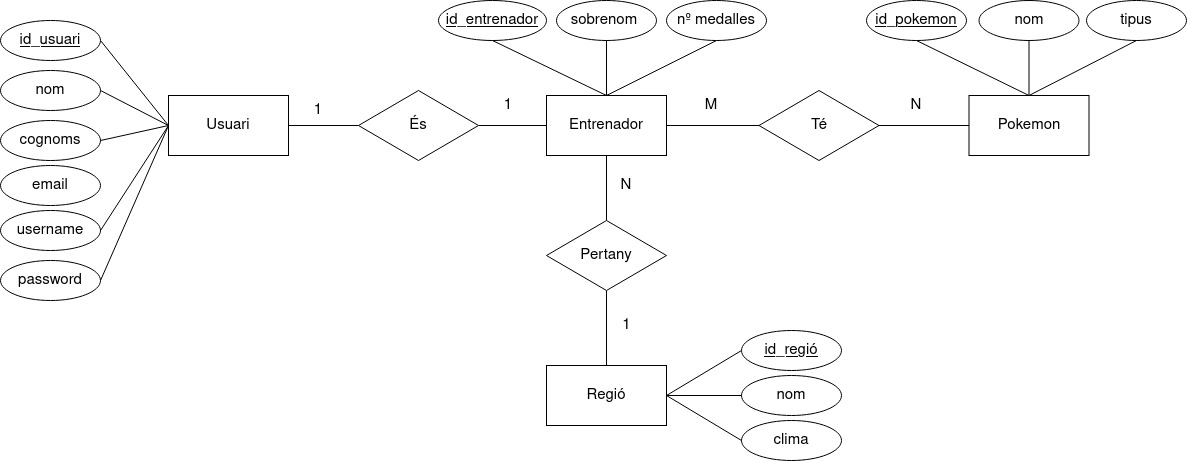 id_entrenador
sobrenom
nº medalles
id_pokemon
nom
tipus
id_usuari
nom
cognoms
email
username
password
Usuari
1
És
1
Entrenador
M
Té
N
Pokemon
N
Pertany
1
Regió
id_regió
nom
clima